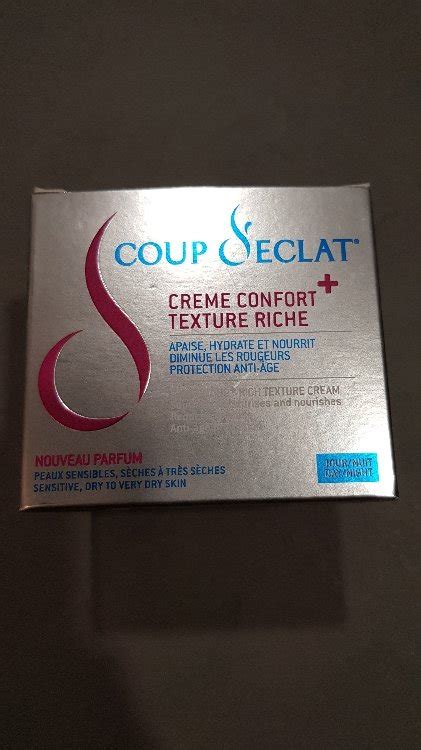 COUP D'ECLAT®
CREME CONFORT +
TEXTURE RICHE
APAISE, HYDRATE ET NOURRIT
DIMINUE LES ROUGEURS
PROTECTION ANTI-ÂGE
RICH TEXTURE CREAM
and nourishes
NOUVEAU PARFUM
PEAUX SENSIBLES, SÈCHES À TRÈS SÈCHES
SENSITIVE, DRY TO VERY DRY SKIN
JOUR/NUIT
DAY/NIGHT